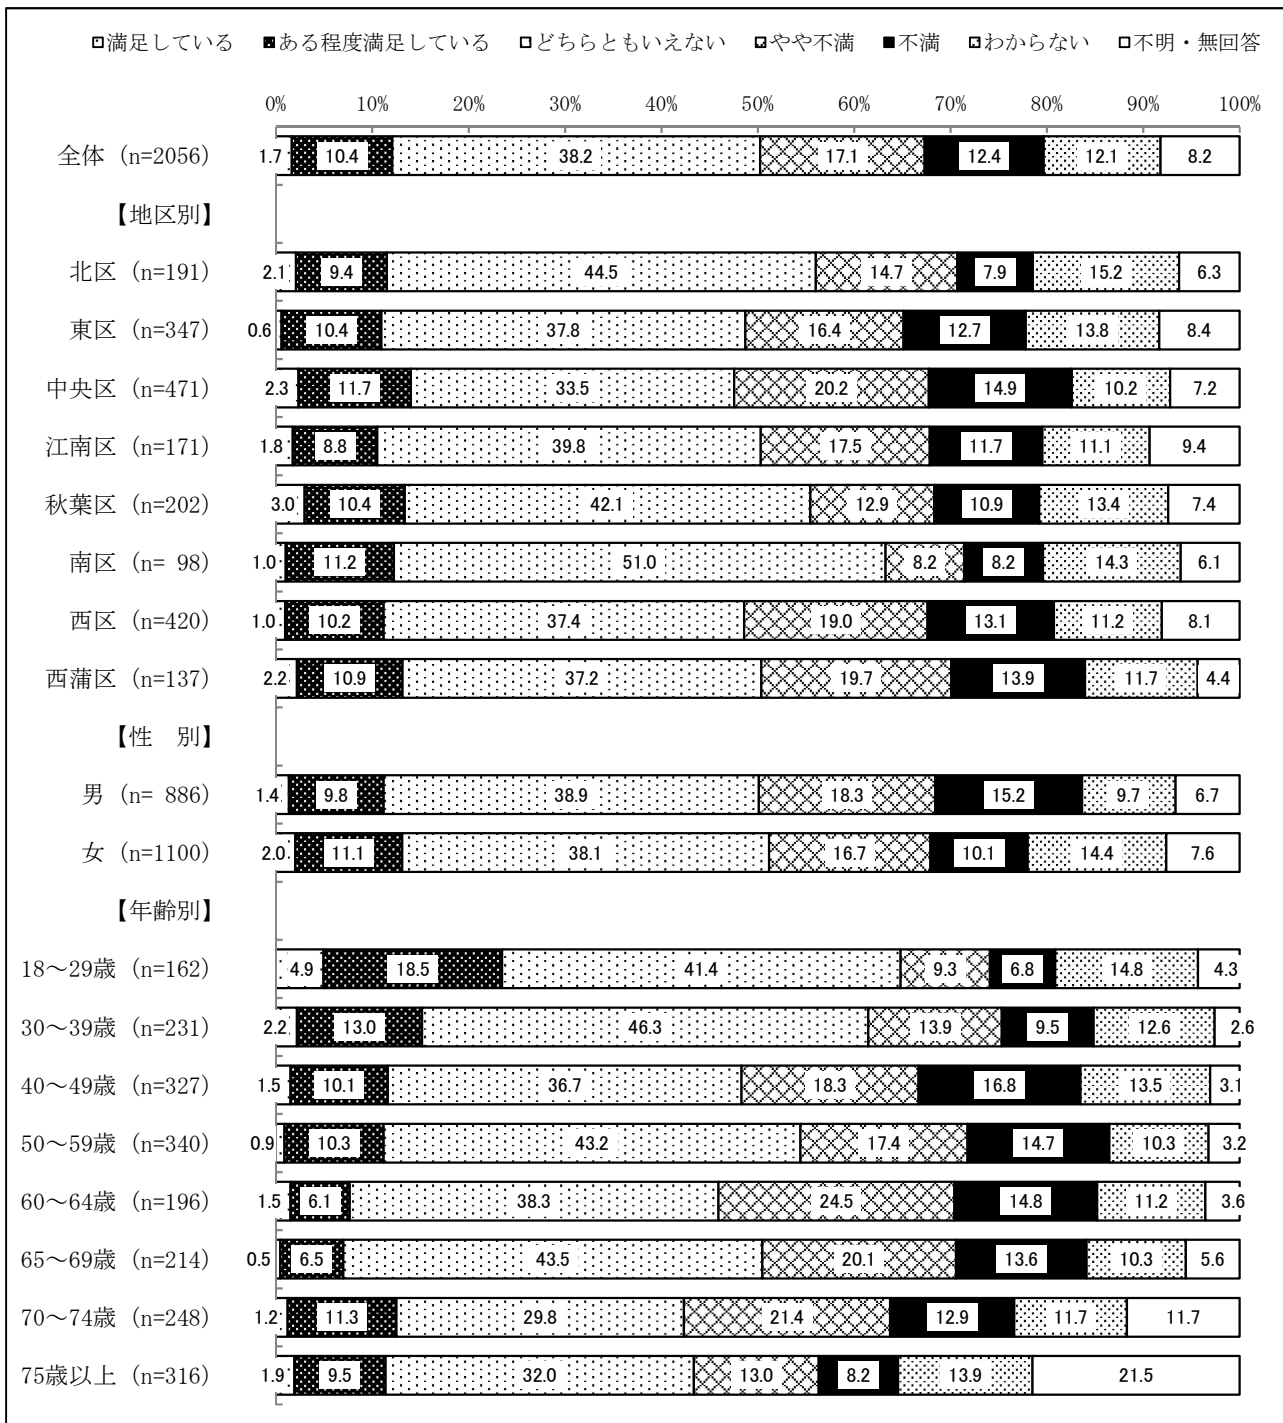 満足している ある程度満足している どちらともいえない やや不満 不満 わからない 不明・無回答
0% 10% 20% 30% 40% 50% 60% 70% 80% 90% 100%
全体 (n=2056) 1.7 10.4 38.2 17.1 12.4 12.1 8.2
【地区別】
北区 (n=191) 2.1 9.4 44.5 14.7 7.9 15.2 6.3
東区 (n=347) 0.6 10.4 37.8 16.4 12.7 13.8 8.4
中央区 (n=471) 2.3 11.7 33.5 20.2 14.9 10.2 7.2
江南区 (n=171) 1.8 8.8 39.8 17.5 11.7 11.1 9.4
秋葉区 (n=202) 3.0 10.4 42.1 12.9 10.9 13.4 7.4
南区 (n= 98) 1.0 11.2 51.0 8.2 8.2 14.3 6.1
西区 (n=420) 1.0 10.2 37.4 19.0 13.1 11.2 8.1
西蒲区 (n=137) 2.2 10.9 37.2 19.7 13.9 11.7 4.4
【性　別】
男 (n= 886) 1.4 9.8 38.9 18.3 15.2 9.7 6.7
女 (n=1100) 2.0 11.1 38.1 16.7 10.1 14.4 7.6
【年齢別】
18～29歳 (n=162) 4.9 18.5 41.4 9.3 6.8 14.8 4.3
30～39歳 (n=231) 2.2 13.0 46.3 13.9 9.5 12.6 2.6
40～49歳 (n=327) 1.5 10.1 36.7 18.3 16.8 13.5 3.1
50～59歳 (n=340) 0.9 10.3 43.2 17.4 14.7 10.3 3.2
60～64歳 (n=196) 1.5 6.1 38.3 24.5 14.8 11.2 3.6
65～69歳 (n=214) 0.5 6.5 43.5 20.1 13.6 10.3 5.6
70～74歳 (n=248) 1.2 11.3 29.8 21.4 12.9 11.7 11.7
75歳以上 (n=316) 1.9 9.5 32.0 13.0 8.2 13.9 21.5